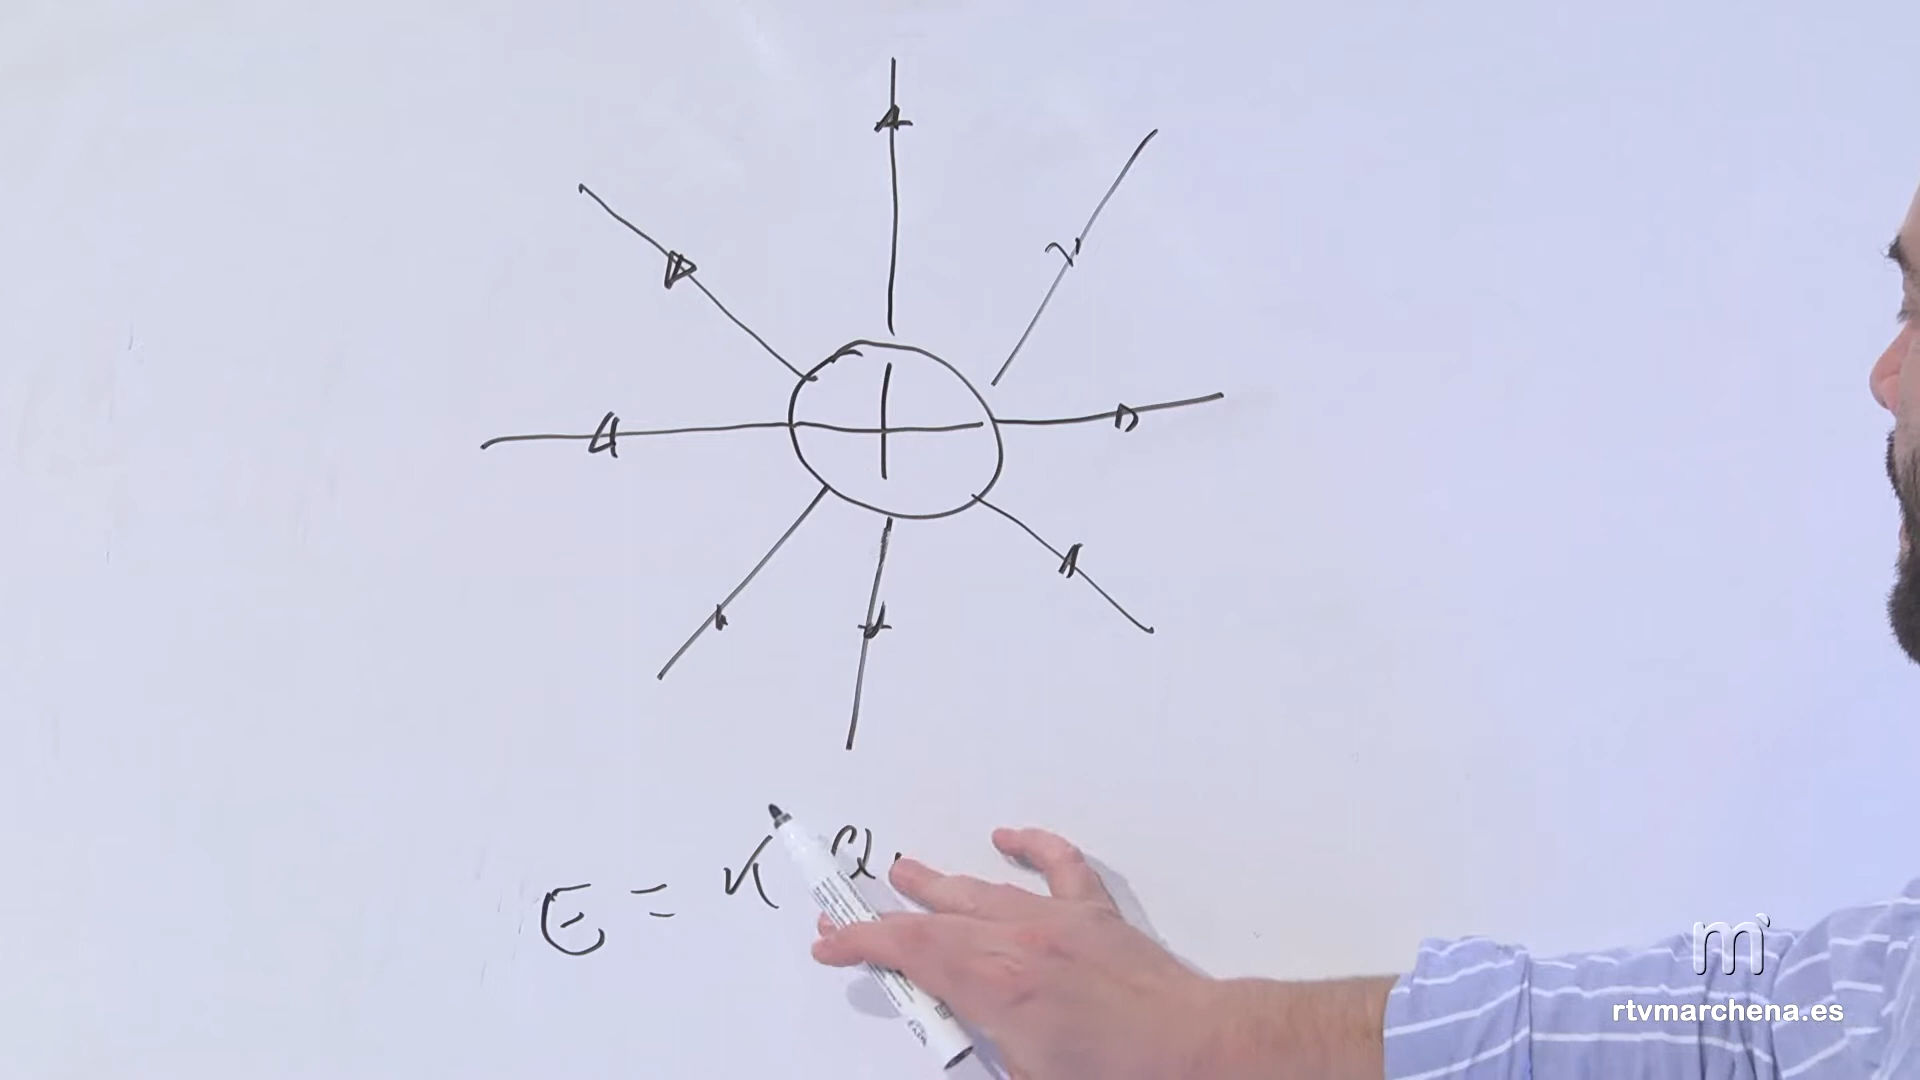 +
E = K Q
m
rtvmarchena.es